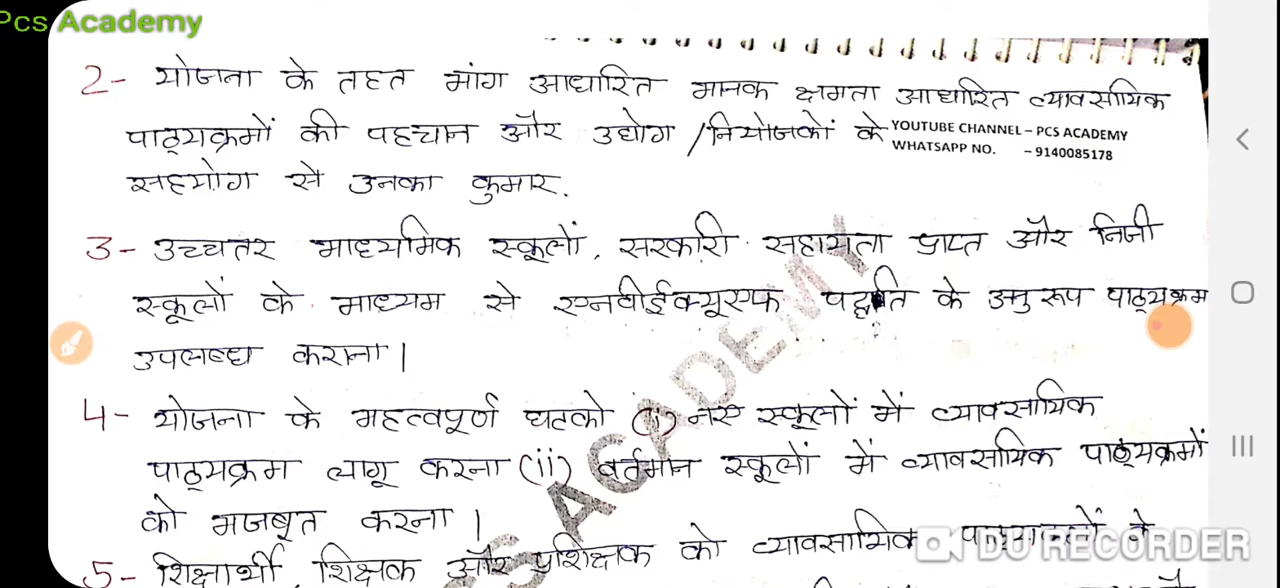 Pcs Academy
2- योजना के तहत मांग आधारित मानक क्षमता आधारित व्यावसायिक
पाठ्यक्रमों की पहचान और उद्योग /नियोजकों के
YOUTUBE CHANNEL – PCS ACADEMY
WHATSAPP NO. - 9140085178
सहयोग से उनका कुमार.
3- उच्चतर माध्यमिक स्कूलों, सरकारी सहायता प्राप्त और निजी
स्कूलों के माध्यम से एनवीईक्यूएफ के अनुरूप पाठ्यक्रम
उपलब्ध कराना।
4- योजना के महत्वपूर्ण घटको (i) नए स्कूलों में व्यावसायिक
पाठ्यक्रम लागू करना (ii) वर्तमान स्कूलों में व्यावसायिक पाठ्यक्रमों
को मजबूत करना।
5- शिक्षार्थी, शिक्षक और प्रशिक्षक को व्यावसायिक के
S ACADEMY
DU RECORDER